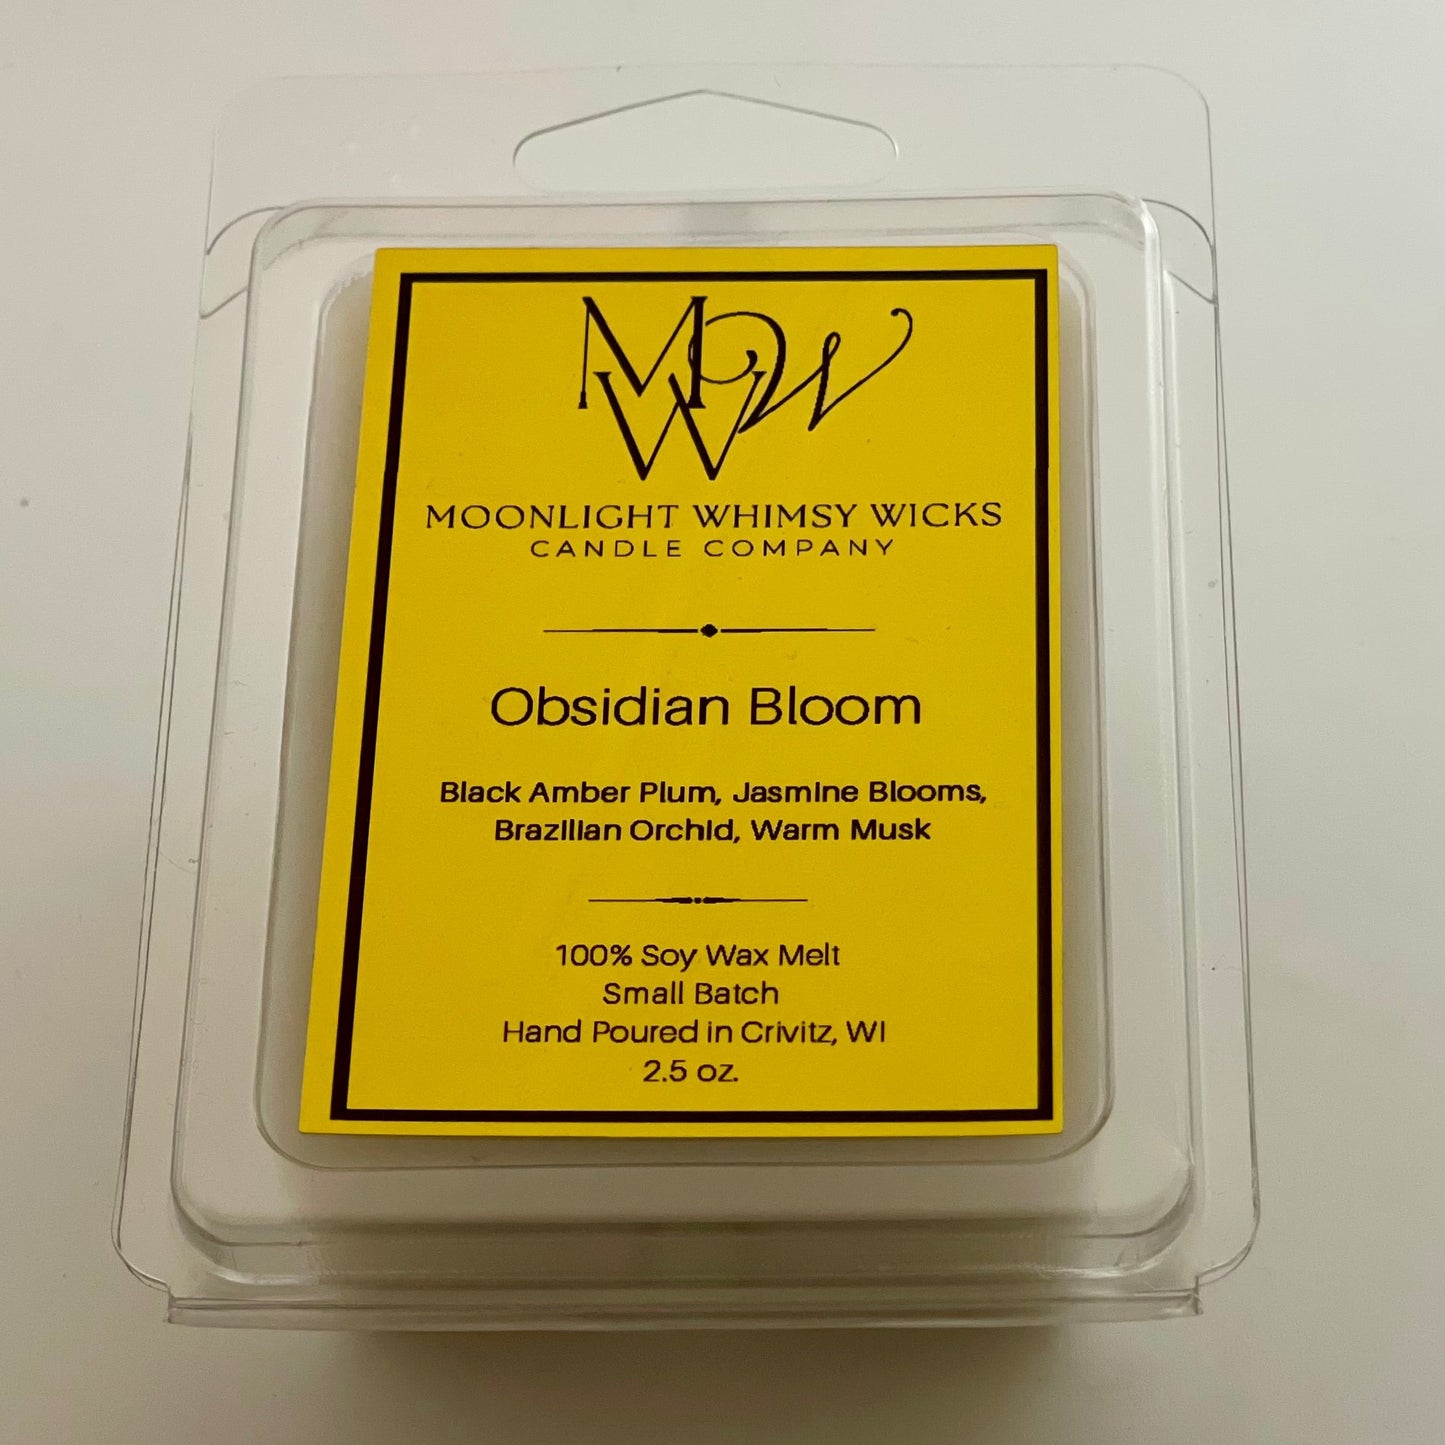 MWW
MOONLIGHT WHIMSY WICKS
CANDLE COMPANY
Obsidian Bloom
Black Amber Plum, Jasmine Blooms,
Brazilian Orchid, Warm Musk
100% Soy Wax Melt
Small Batch
Hand Poured in Crivitz, WI
2.5 oz.